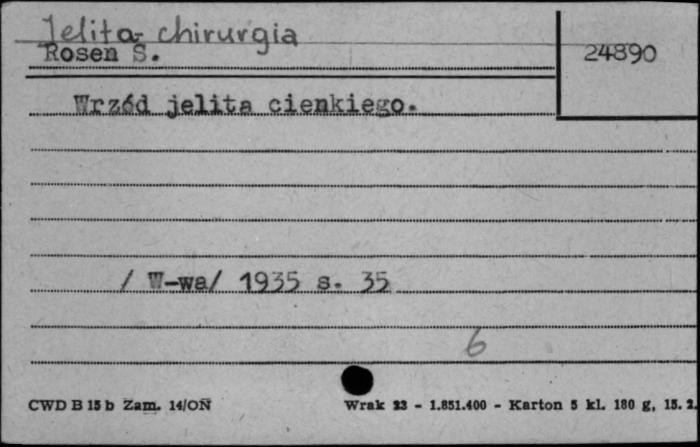 Jelita chirurgia
Rosen S.
24890
Wrzód jelita cienkiego.
/ W-wa/ 1935 s. 35
6
CWD B 15 b Zam. 14/ON Wrak 23 - 1.851.400 - Karton 5 kl. 180 g, 15. 2.